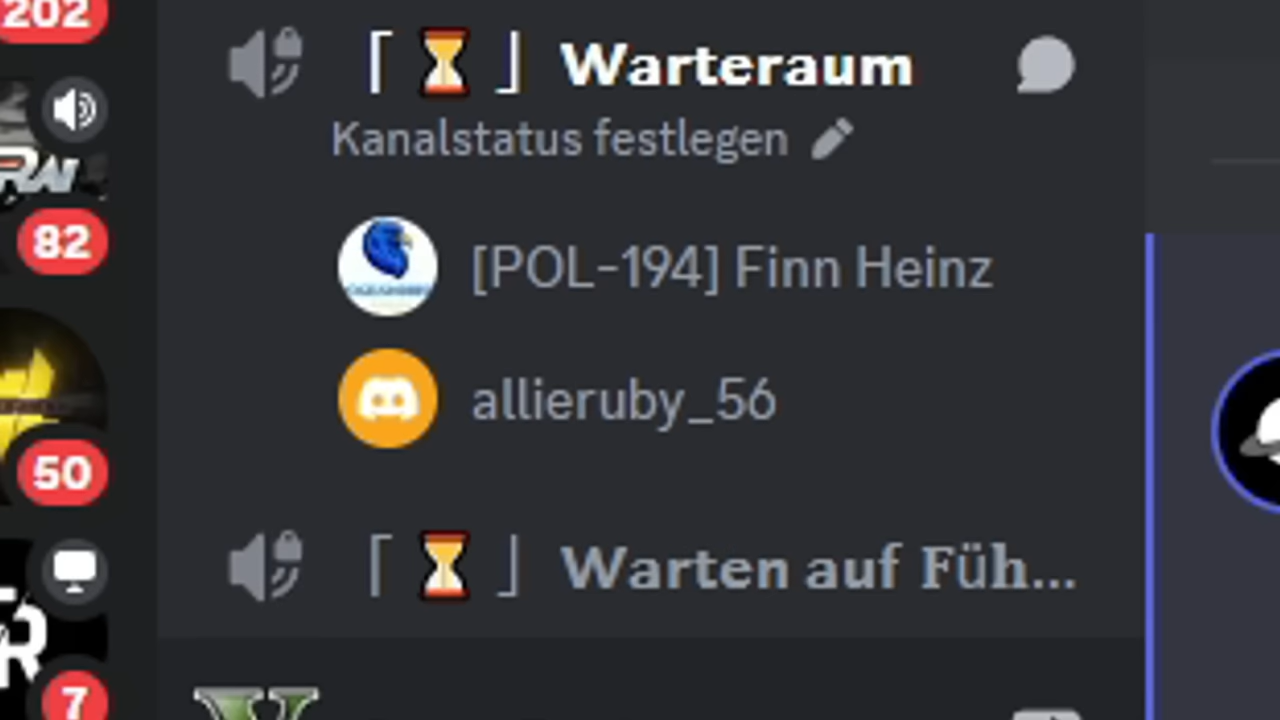 202
「⏳」Warteraum
Kanalstatus festlegen
82
[POL-194] Finn Heinz
allieruby_56
50
「⏳」Warten auf Füh...
7